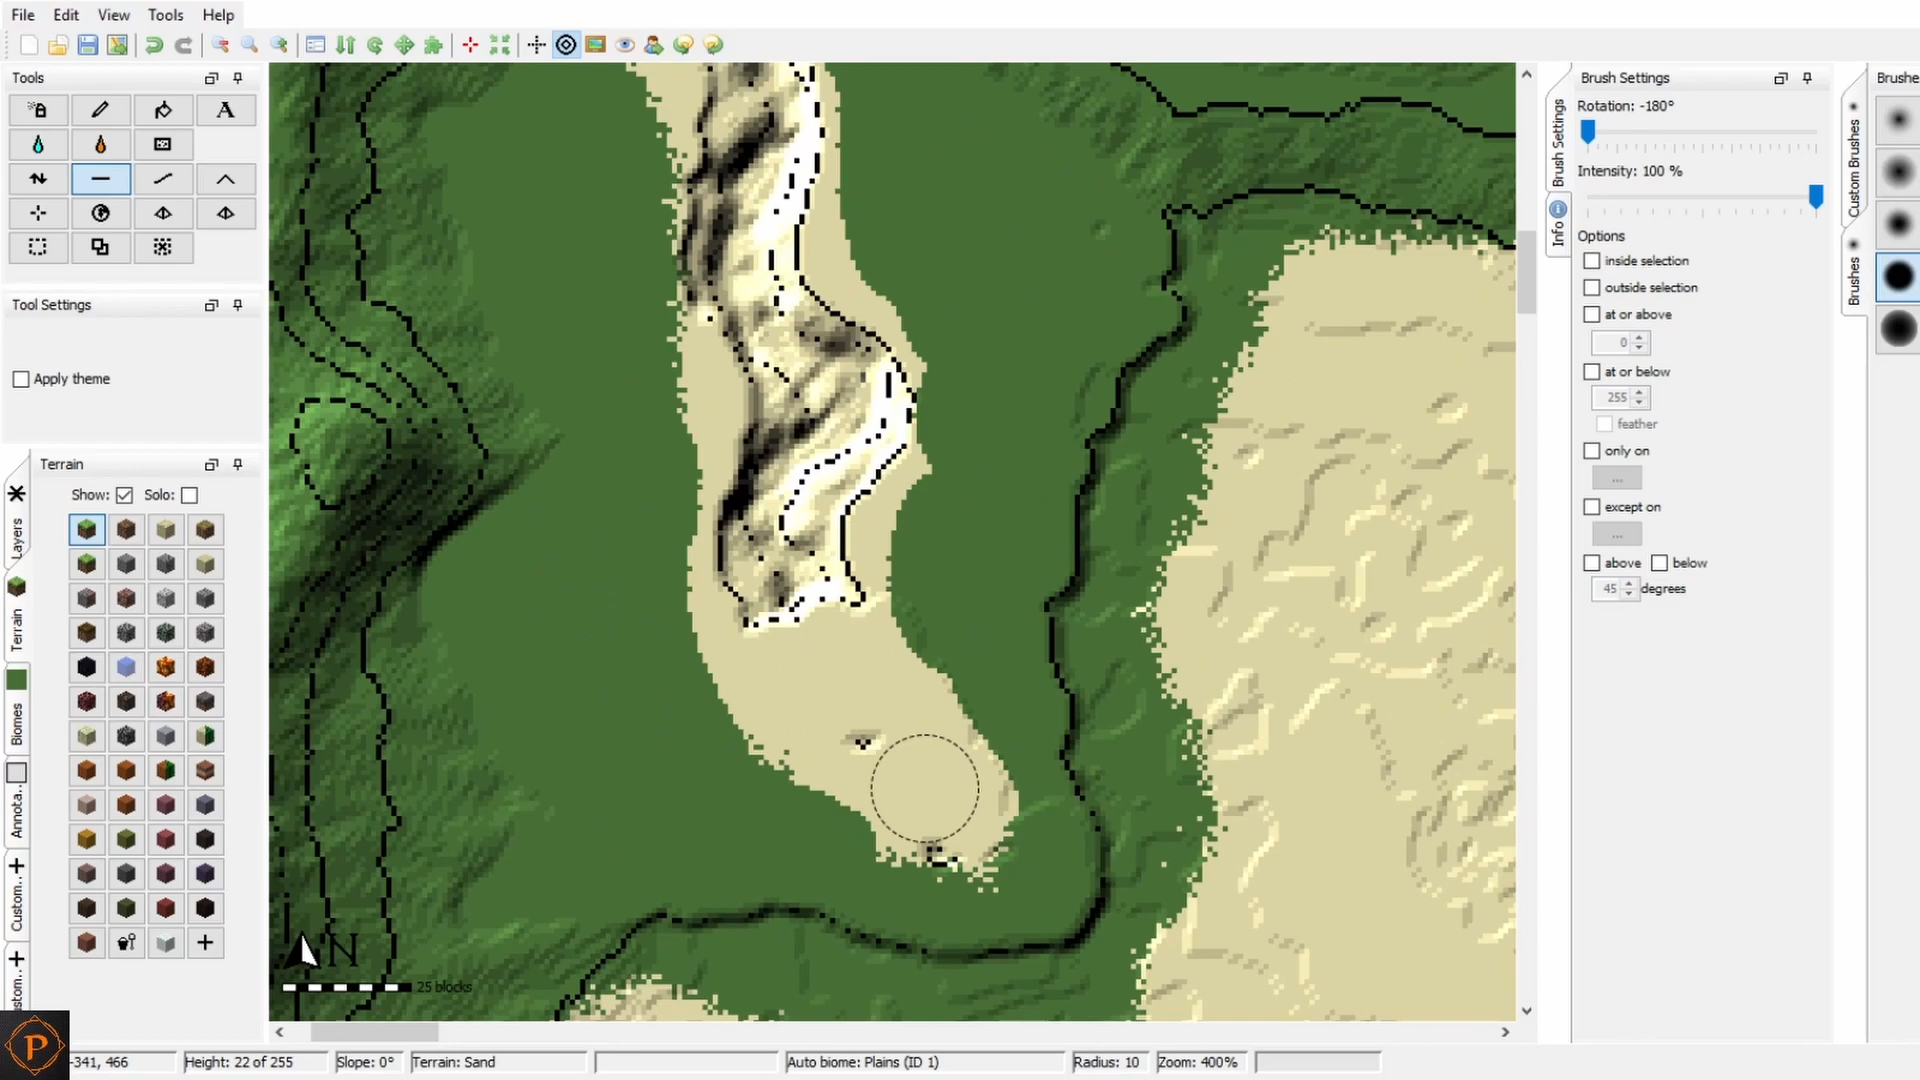 File Edit View Tools Help
Tools
A
Tool Settings
Apply theme
Terrain
Show: Solo:
Layers
Terrain
Biomes
Annota..
Custom..
N
25 blocks
Brush Settings
Info
Brush Settings
Rotation: -180°
Intensity: 100 %
Options
inside selection
outside selection
at or above
0
at or below
255
feather
only on
...
except on
...
above below
45 degrees
Custom Brushes
Brushes
Brushe
P
-341, 466 Height: 22 of 255 Slope: 0° Terrain: Sand Auto biome: Plains (ID 1) Radius: 10 Zoom: 400%